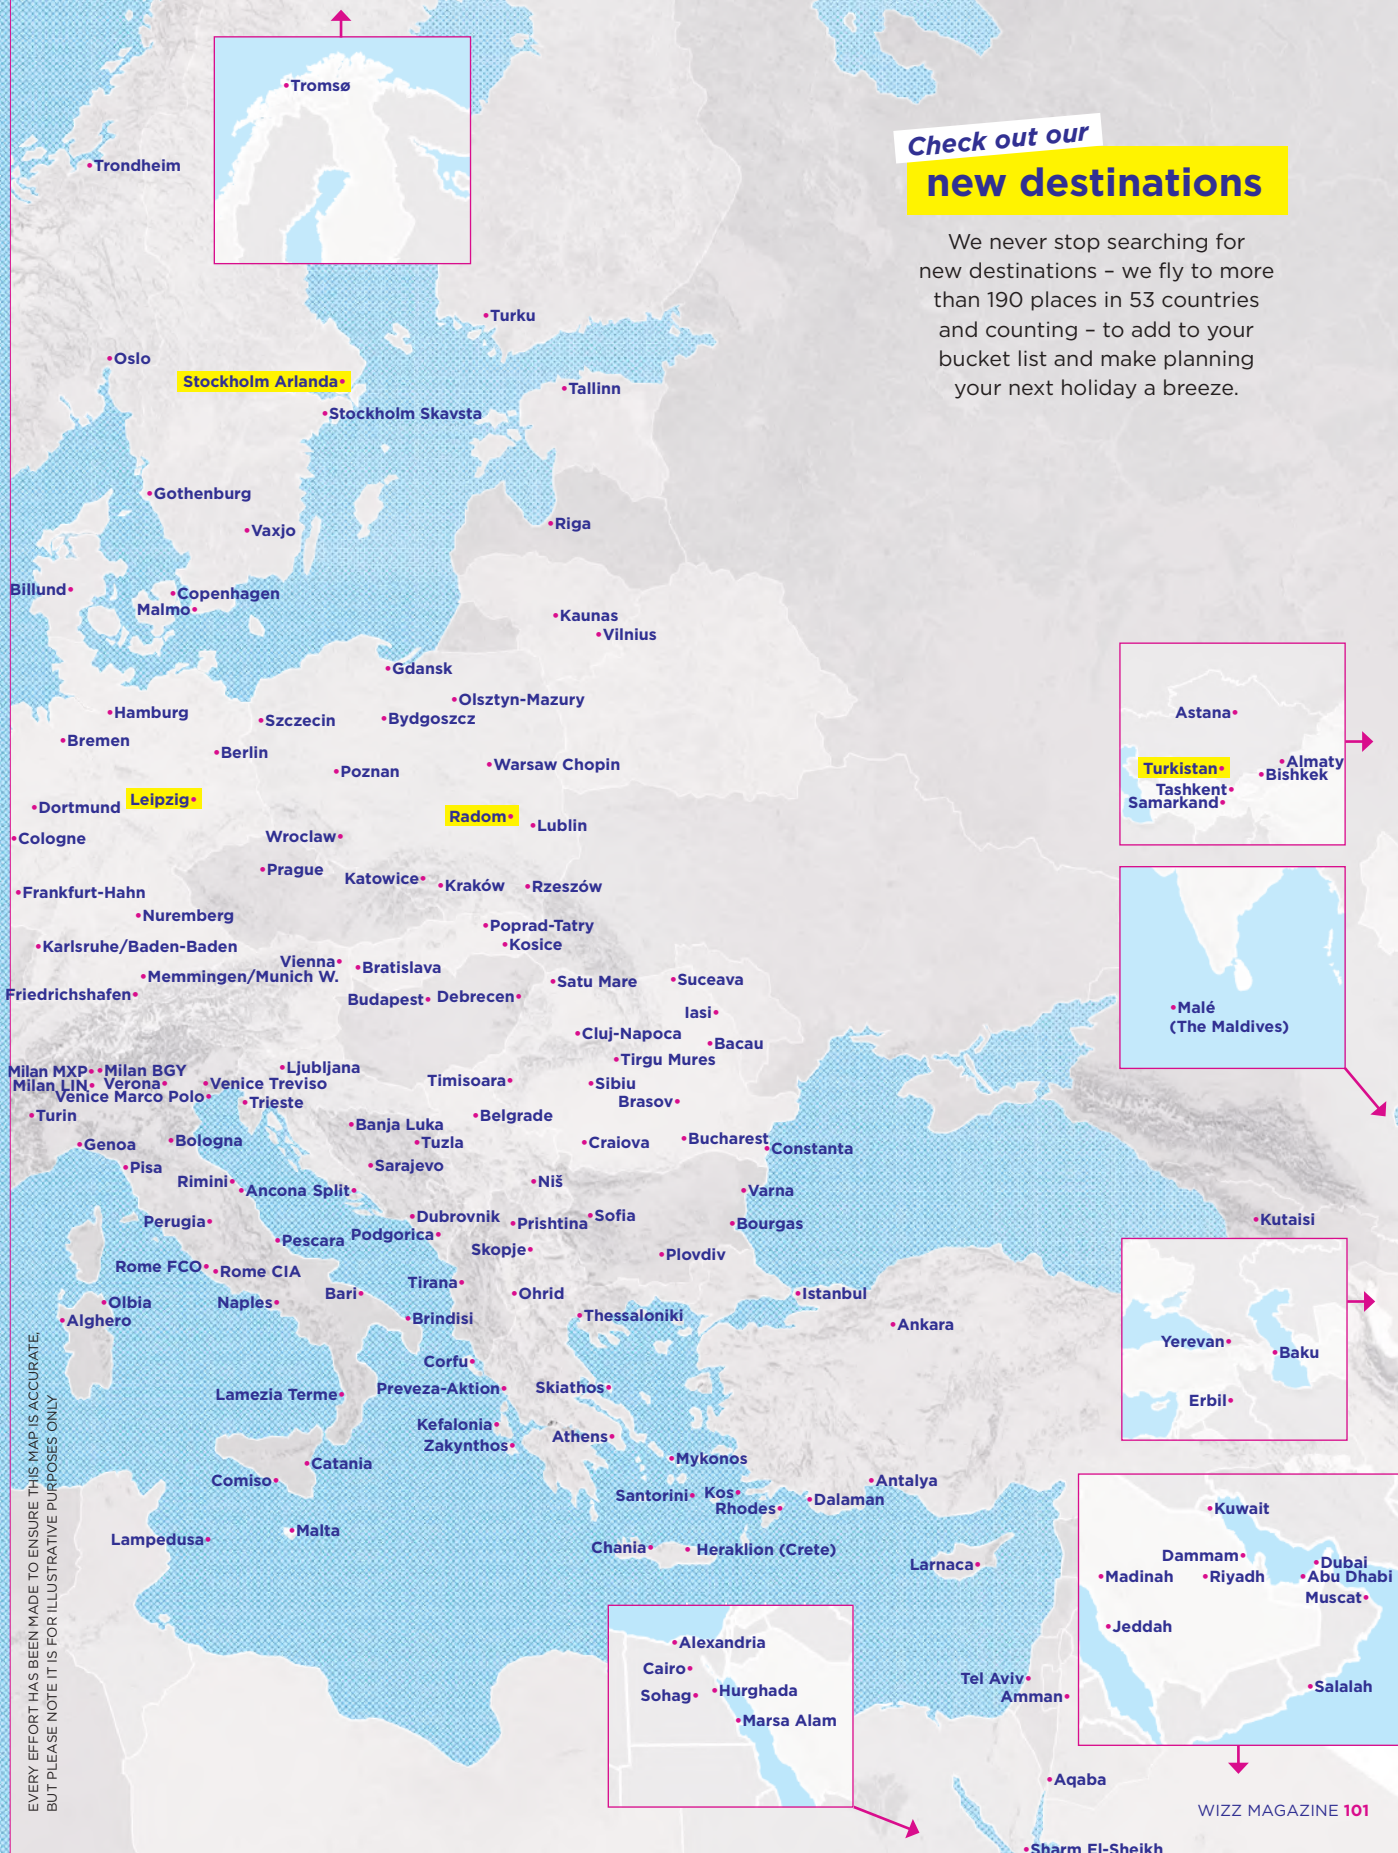 Tromsø
Trondheim
Check out our
new destinations
We never stop searching for
new destinations – we fly to more
than 190 places in 53 countries
and counting – to add to your
bucket list and make planning
your next holiday a breeze.
Turku
Oslo
Stockholm Arlanda
Tallinn
Stockholm Skavsta
Gothenburg
Riga
Vaxjo
Billund
Copenhagen
Malmo
Kaunas
Vilnius
Gdansk
Olsztyn-Mazury
Hamburg
Szczecin
Bydgoszcz
Bremen
Berlin
Warsaw Chopin
Poznan
Leipzig
Dortmund
Radom
Lublin
Cologne
Wroclaw
Prague
Katowice
Kraków
Rzeszów
Frankfurt-Hahn
Nuremberg
Poprad-Tatry
Kosice
Karlsruhe/Baden-Baden
Vienna
Bratislava
Memmingen/Munich W.
Satu Mare
Suceava
Friedrichshafen
Budapest
Debrecen
Iasi
Cluj-Napoca
Bacau
Tirgu Mures
Astana
Almaty
Turkistan
Bishkek
Tashkent
Samarkand
Malé
(The Maldives)
Milan MXP
Milan BGY
Ljubljana
Milan LIN
Verona
Venice Treviso
Timisoara
Sibiu
Venice Marco Polo
Trieste
Brasov
Turin
Banja Luka
Belgrade
Genoa
Bologna
Tuzla
Craiova
Bucharest
Constanta
Pisa
Sarajevo
Rimini
Ancona
Split
Niš
Varna
Perugia
Dubrovnik
Prishtina
Sofia
Bourgas
Kutaisi
Pescara
Podgorica
Skopje
Plovdiv
Rome FCO
Rome CIA
Tirana
Ohrid
Istanbul
Olbia
Naples
Bari
Alghero
Brindisi
Thessaloniki
Ankara
Yerevan
Baku
Erbil
Corfu
Lamezia Terme
Preveza-Aktion
Skiathos
Kefalonia
Athens
Zakynthos
Mykonos
Catania
Comiso
Antalya
Santorini
Kos
Dalaman
Rhodes
Malta
Lampedusa
Chania
Heraklion (Crete)
Larnaca
Kuwait
Dammam
Dubai
Madinah
Riyadh
Abu Dhabi
Muscat
Jeddah
Salalah
Alexandria
Cairo
Sohag
Hurghada
Marsa Alam
Tel Aviv
Amman
Aqaba
Sharm El-Sheikh
EVERY EFFORT HAS BEEN MADE TO ENSURE THIS MAP IS ACCURATE,
BUT PLEASE NOTE IT IS FOR ILLUSTRATIVE PURPOSES ONLY
WIZZ MAGAZINE 101